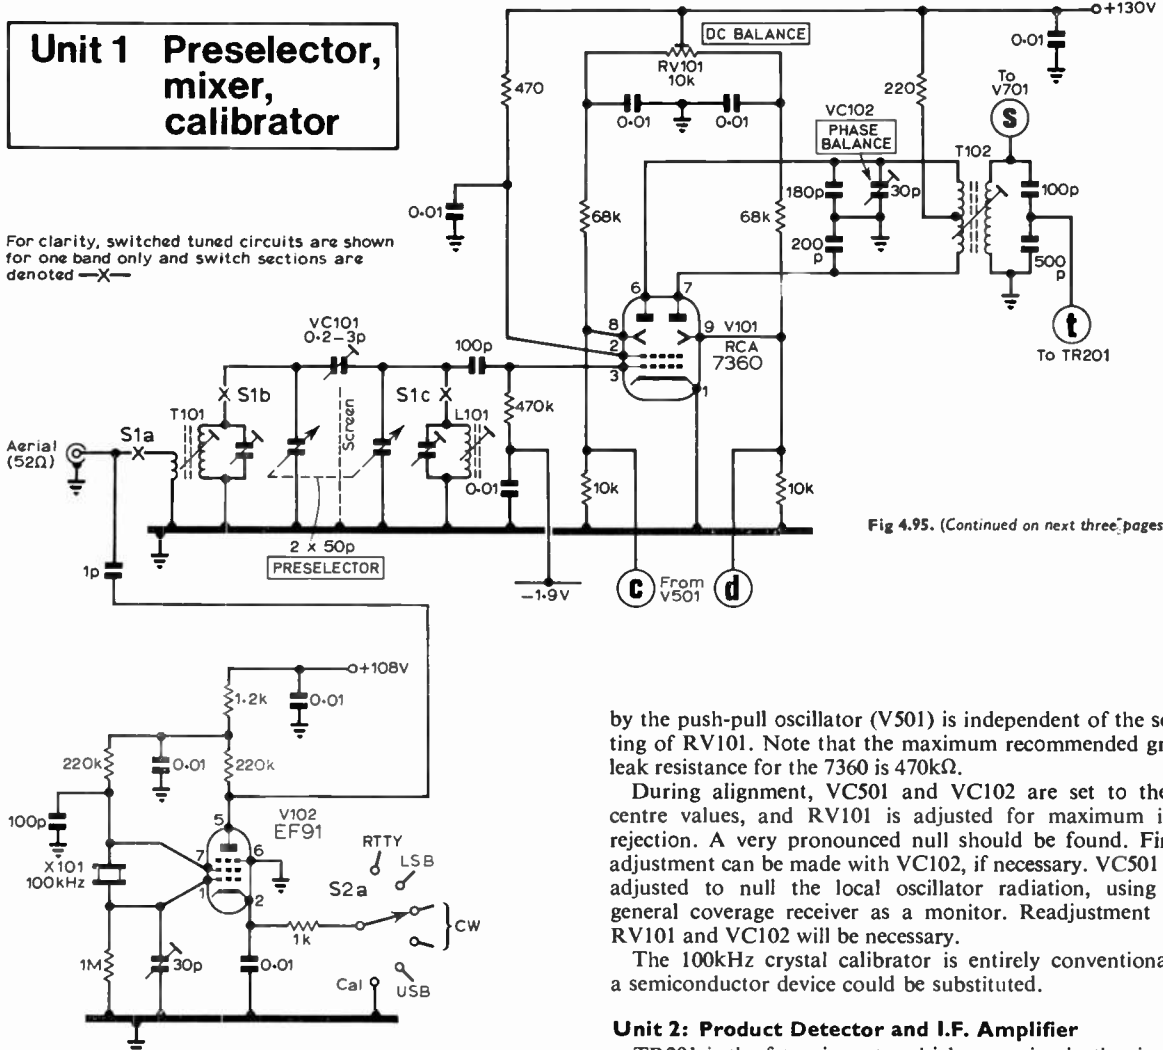 Unit 1 Preselector,
mixer,
calibrator
For clarity, switched tuned circuits are shown
for one band only and switch sections are
denoted —X—
+130V
DC BALANCE
RV101
10k
0·01
0·01
0·01
470
220
To
V701
s
VC102
PHASE
BALANCE
T102
180p
30p
100p
0·01
68k
68k
200
p
500
p
t
To TR201
6
7
8
9
2
3
1
V101
RCA
7360
VC101
0·2–3p
100p
S1b
S1c
T101
L101
470k
Screen
Aerial
(52Ω)
S1a
0·01
10k
10k
2 x 50p
PRESELECTOR
–1·9V
c
From
V501
d
Fig 4.95. (Continued on next three pages
1p
+108V
1·2k
0·01
220k
0·01
220k
100p
V102
EF91
5
7
6
1
2
X101
100kHz
RTTY
LSB
S2a
CW
1k
1M
30p
0·01
Cal
USB
by the push-pull oscillator (V501) is independent of the se
ting of RV101. Note that the maximum recommended gr
leak resistance for the 7360 is 470kΩ.
During alignment, VC501 and VC102 are set to the
centre values, and RV101 is adjusted for maximum i
rejection. A very pronounced null should be found. Fin
adjustment can be made with VC102, if necessary. VC501
adjusted to null the local oscillator radiation, using
general coverage receiver as a monitor. Readjustment
RV101 and VC102 will be necessary.
The 100kHz crystal calibrator is entirely conventiona
a semiconductor device could be substituted.
Unit 2: Product Detector and I.F. Amplifier